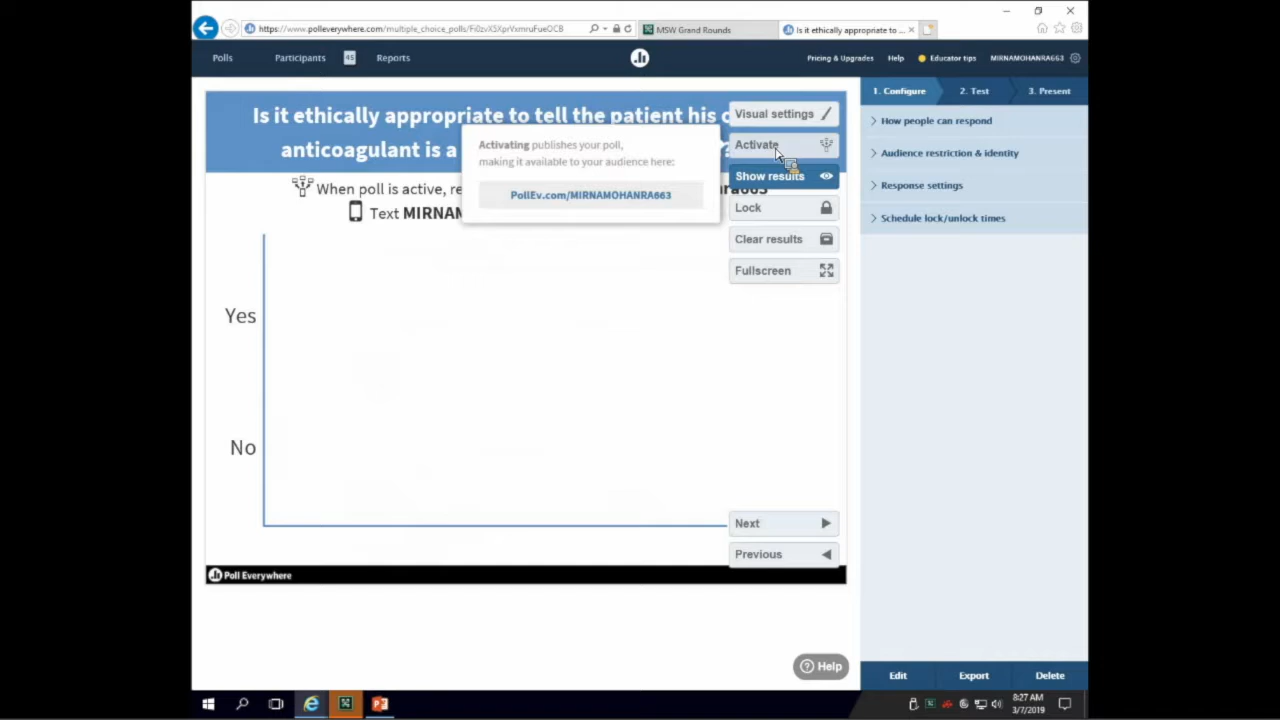 https://www.polleverywhere.com/multiple_choice_polls/Fi0zvX5XprVxmruFueOCB
MSW Grand Rounds
Is it ethically appropriate to ...
Polls
Participants
45
Reports
Pricing & Upgrades
Help
Educator tips
MIRNAMOHANRA663
Is it ethically appropriate to tell the patient his
anticoagulant is a
When poll is active, re
Text MIRNAM
Activating publishes your poll,
making it available to your audience here:
PollEv.com/MIRNAMOHANRA663
Visual settings
Activate
Show results
Lock
Clear results
Fullscreen
Yes
No
Next
Previous
Poll Everywhere
1. Configure
2. Test
3. Present
How people can respond
Audience restriction & identity
Response settings
Schedule lock/unlock times
? Help
Edit
Export
Delete
8:27 AM
3/7/2019